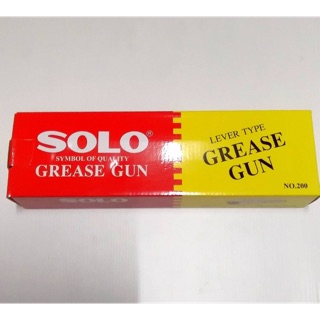 SOLO®
SYMBOL OF QUALITY
GREASE GUN
LEVER TYPE
GREASE
GUN
NO.200